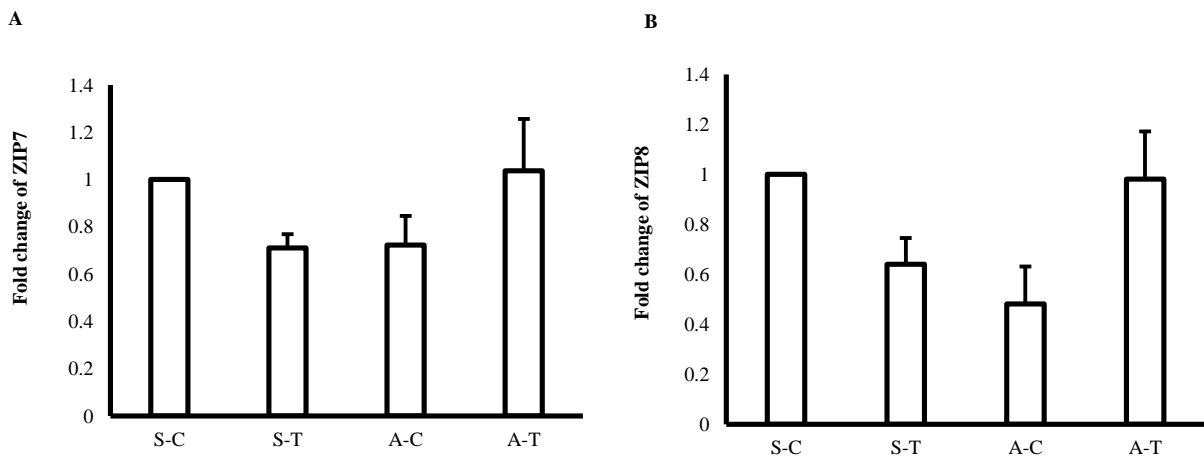 A
Fold change of ZIP7
1.4
1.2
1
0.8
0.6
0.4
0.2
0
S-C S-T A-C A-T
B
Fold change of ZIP8
1.4
1.2
1
0.8
0.6
0.4
0.2
0
S-C S-T A-C A-T